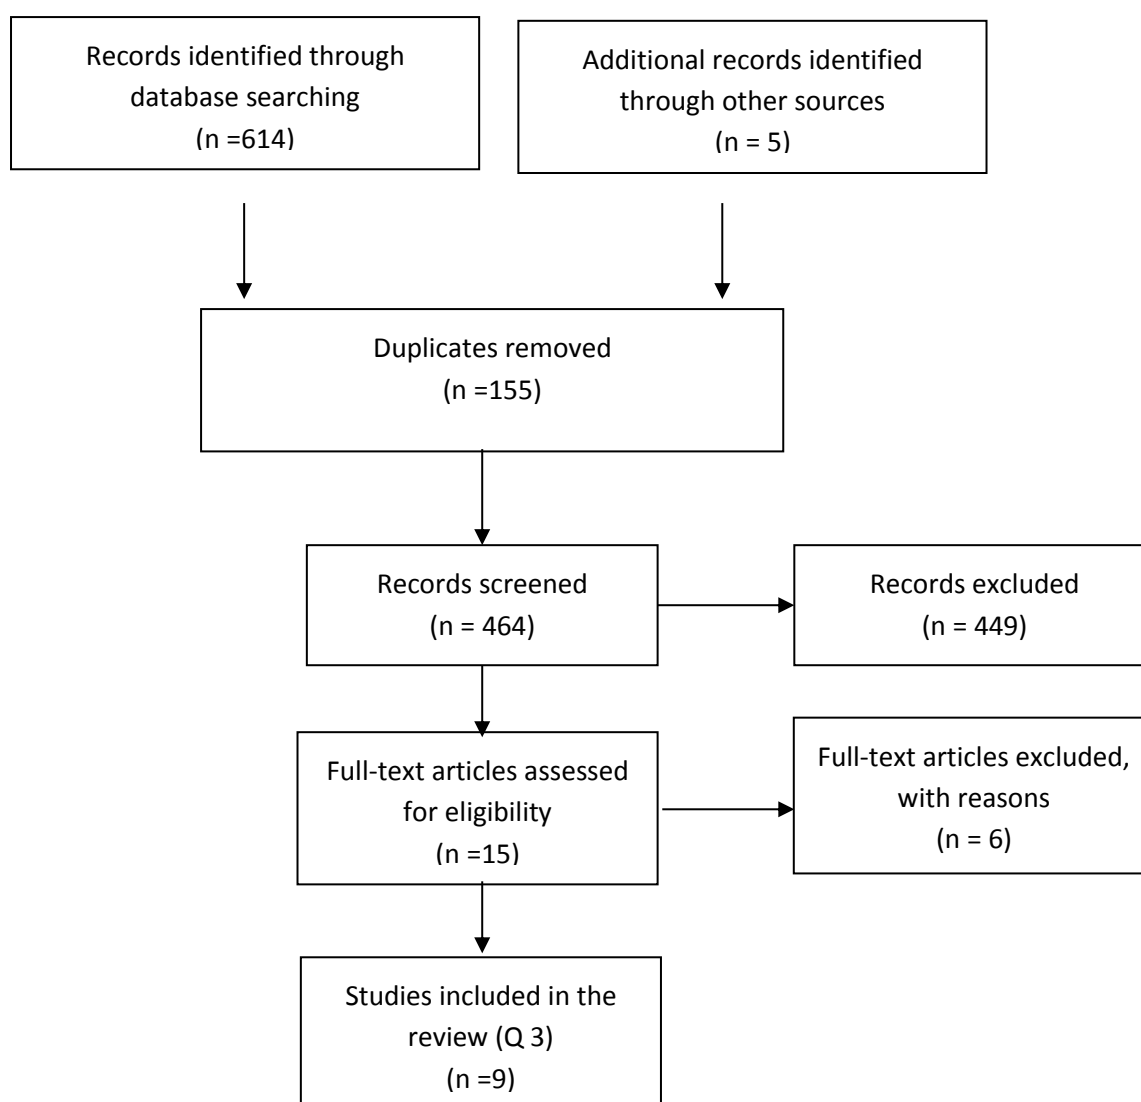 Records identified through
database searching
(n =614)
Additional records identified
through other sources
(n = 5)
Duplicates removed
(n =155)
Records screened
(n = 464)
Records excluded
(n = 449)
Full-text articles assessed
for eligibility
(n =15)
Full-text articles excluded,
with reasons
(n = 6)
Studies included in the
review (Q 3)
(n =9)